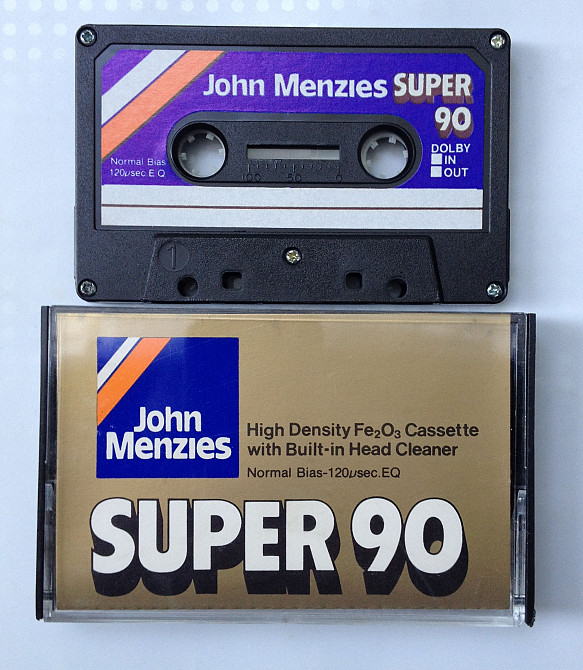 John Menzies SUPER
90
DOLBY
IN
OUT
Normal Bias
120μsec E Q
100 50 0
1
John
Menzies
High Density Fe₂O₃ Cassette
with Built-in Head Cleaner
Normal Bias-120μsec.EQ
SUPER 90